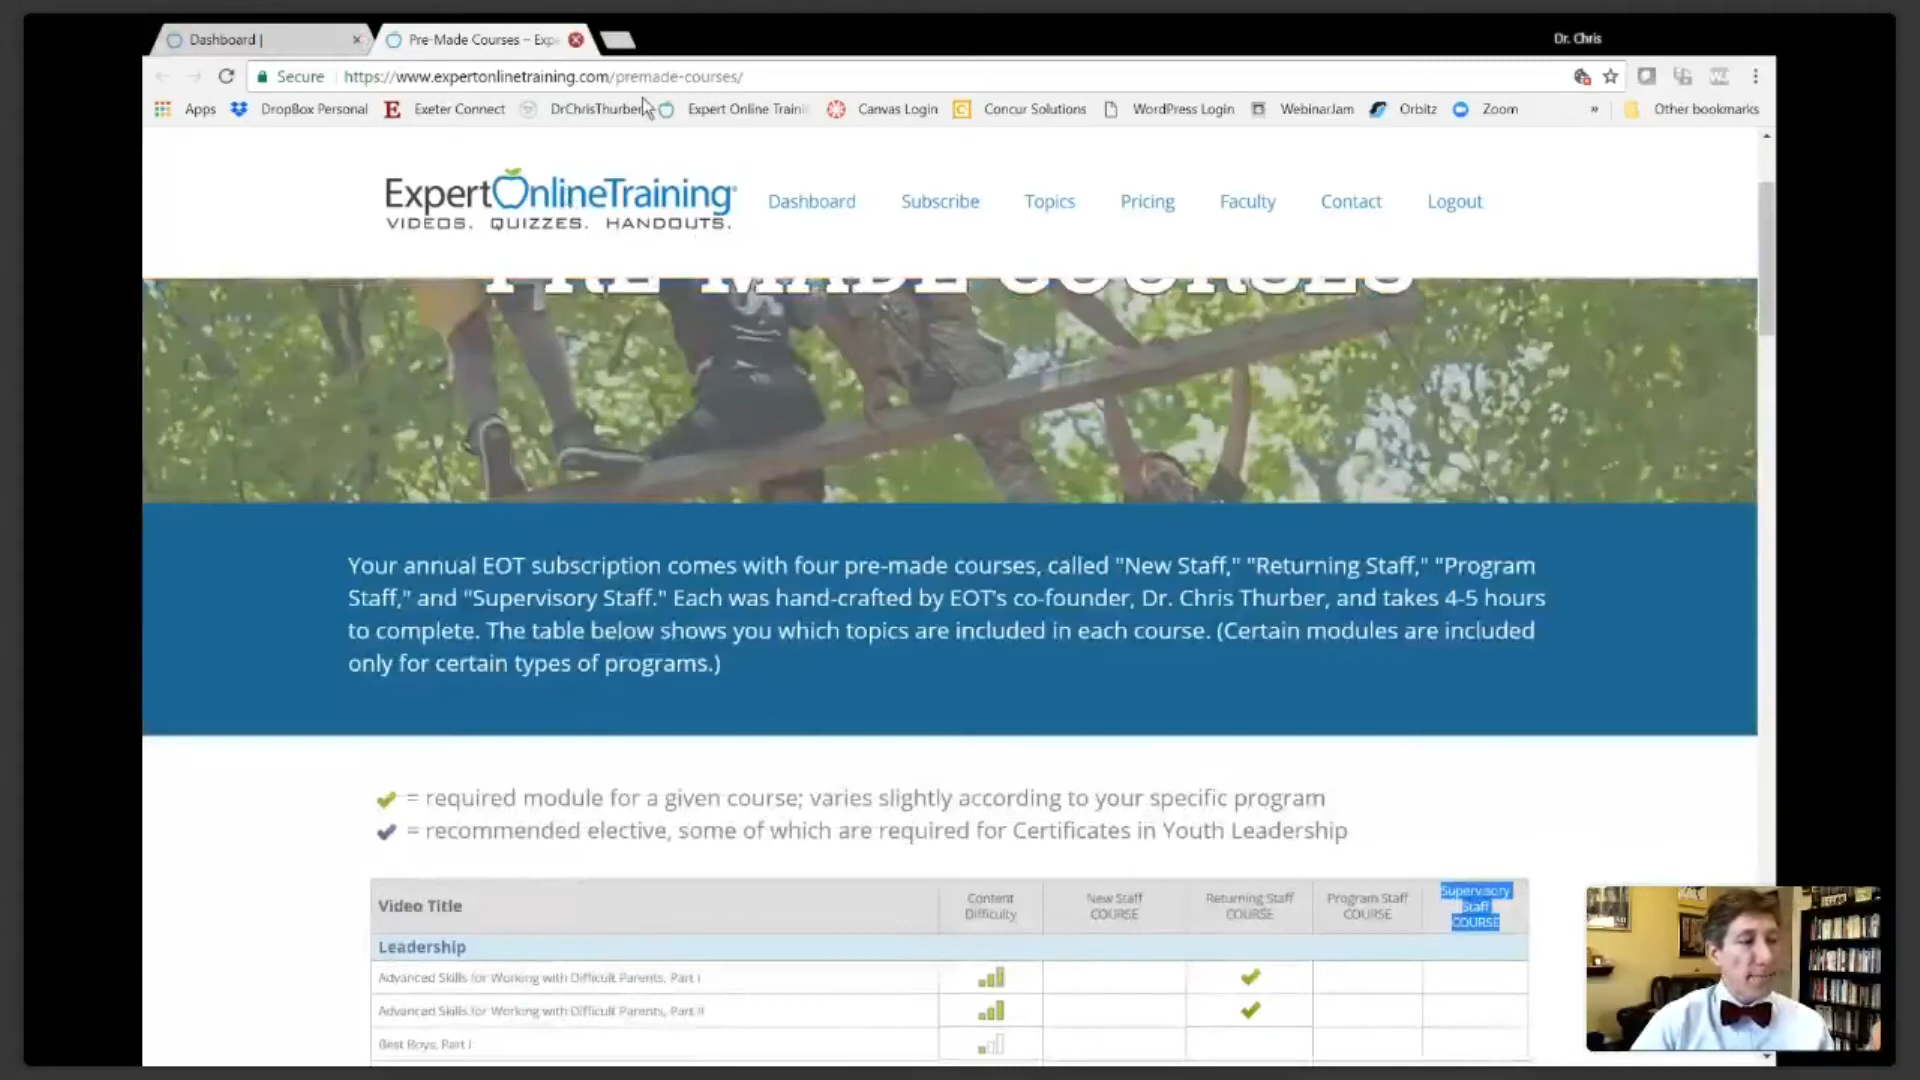 Dashboard |
Pre-Made Courses – Exp
Dr. Chris
Secure | https://www.expertonlinetraining.com/premade-courses/
Apps DropBox Personal Exeter Connect DrChrisThurber Expert Online Traini Canvas Login Concur Solutions WordPress Login WebinarJam Orbitz Zoom » Other bookmarks
ExpertOnlineTraining
VIDEOS. QUIZZES. HANDOUTS.
Dashboard Subscribe Topics Pricing Faculty Contact Logout
PRE-MADE COURSES
Your annual EOT subscription comes with four pre-made courses, called "New Staff," "Returning Staff," "Program
Staff," and "Supervisory Staff." Each was hand-crafted by EOT's co-founder, Dr. Chris Thurber, and takes 4-5 hours
to complete. The table below shows you which topics are included in each course. (Certain modules are included
only for certain types of programs.)
= required module for a given course; varies slightly according to your specific program
= recommended elective, some of which are required for Certificates in Youth Leadership
Video Title
Content
Difficulty
New Staff
COURSE
Returning Staff
COURSE
Program Staff
COURSE
Supervisory
Staff
COURSE
Leadership
Advanced Skills for Working with Difficult Parents, Part I
Advanced Skills for Working with Difficult Parents, Part II
Best Boys, Part I